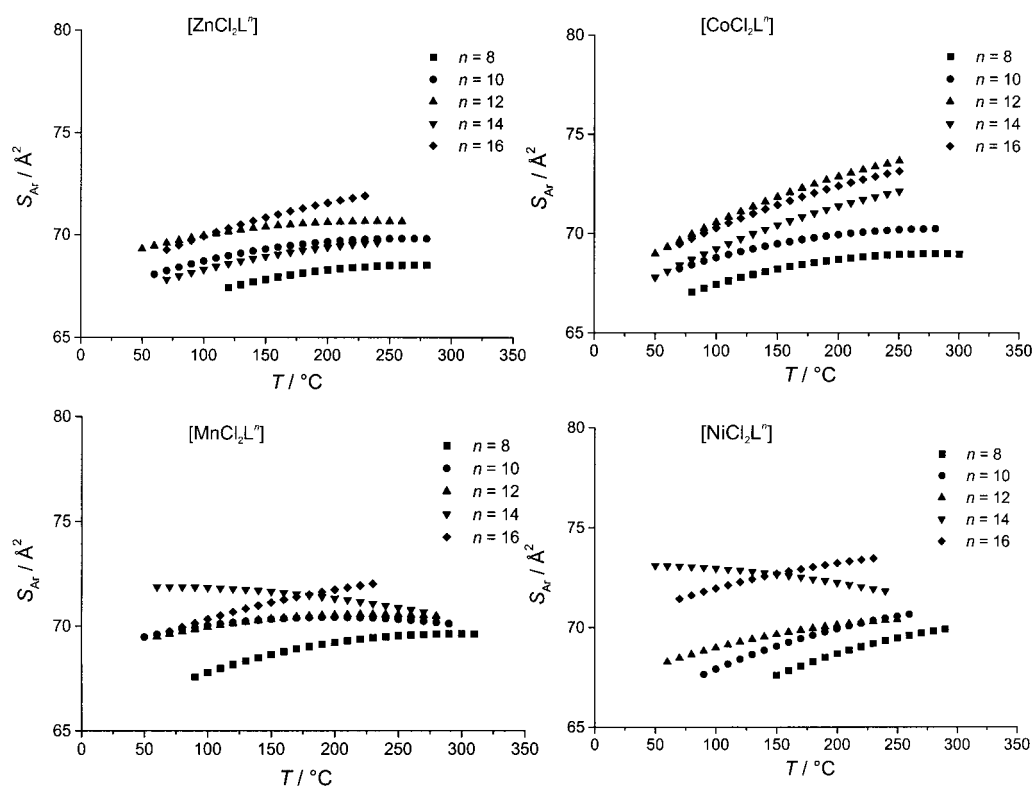 [ZnCl₂Lⁿ]
n = 8
n = 10
n = 12
n = 14
n = 16
80
75
70
65
S_Ar / Å²
0 50 100 150 200 250 300 350
T / °C
[CoCl₂Lⁿ]
n = 8
n = 10
n = 12
n = 14
n = 16
80
75
70
65
S_Ar / Å²
0 50 100 150 200 250 300 350
T / °C
[MnCl₂Lⁿ]
n = 8
n = 10
n = 12
n = 14
n = 16
80
75
70
65
S_Ar / Å²
0 50 100 150 200 250 300 350
T / °C
[NiCl₂Lⁿ]
n = 8
n = 10
n = 12
n = 14
n = 16
80
75
70
65
S_Ar / Å²
0 50 100 150 200 250 300 350
T / °C